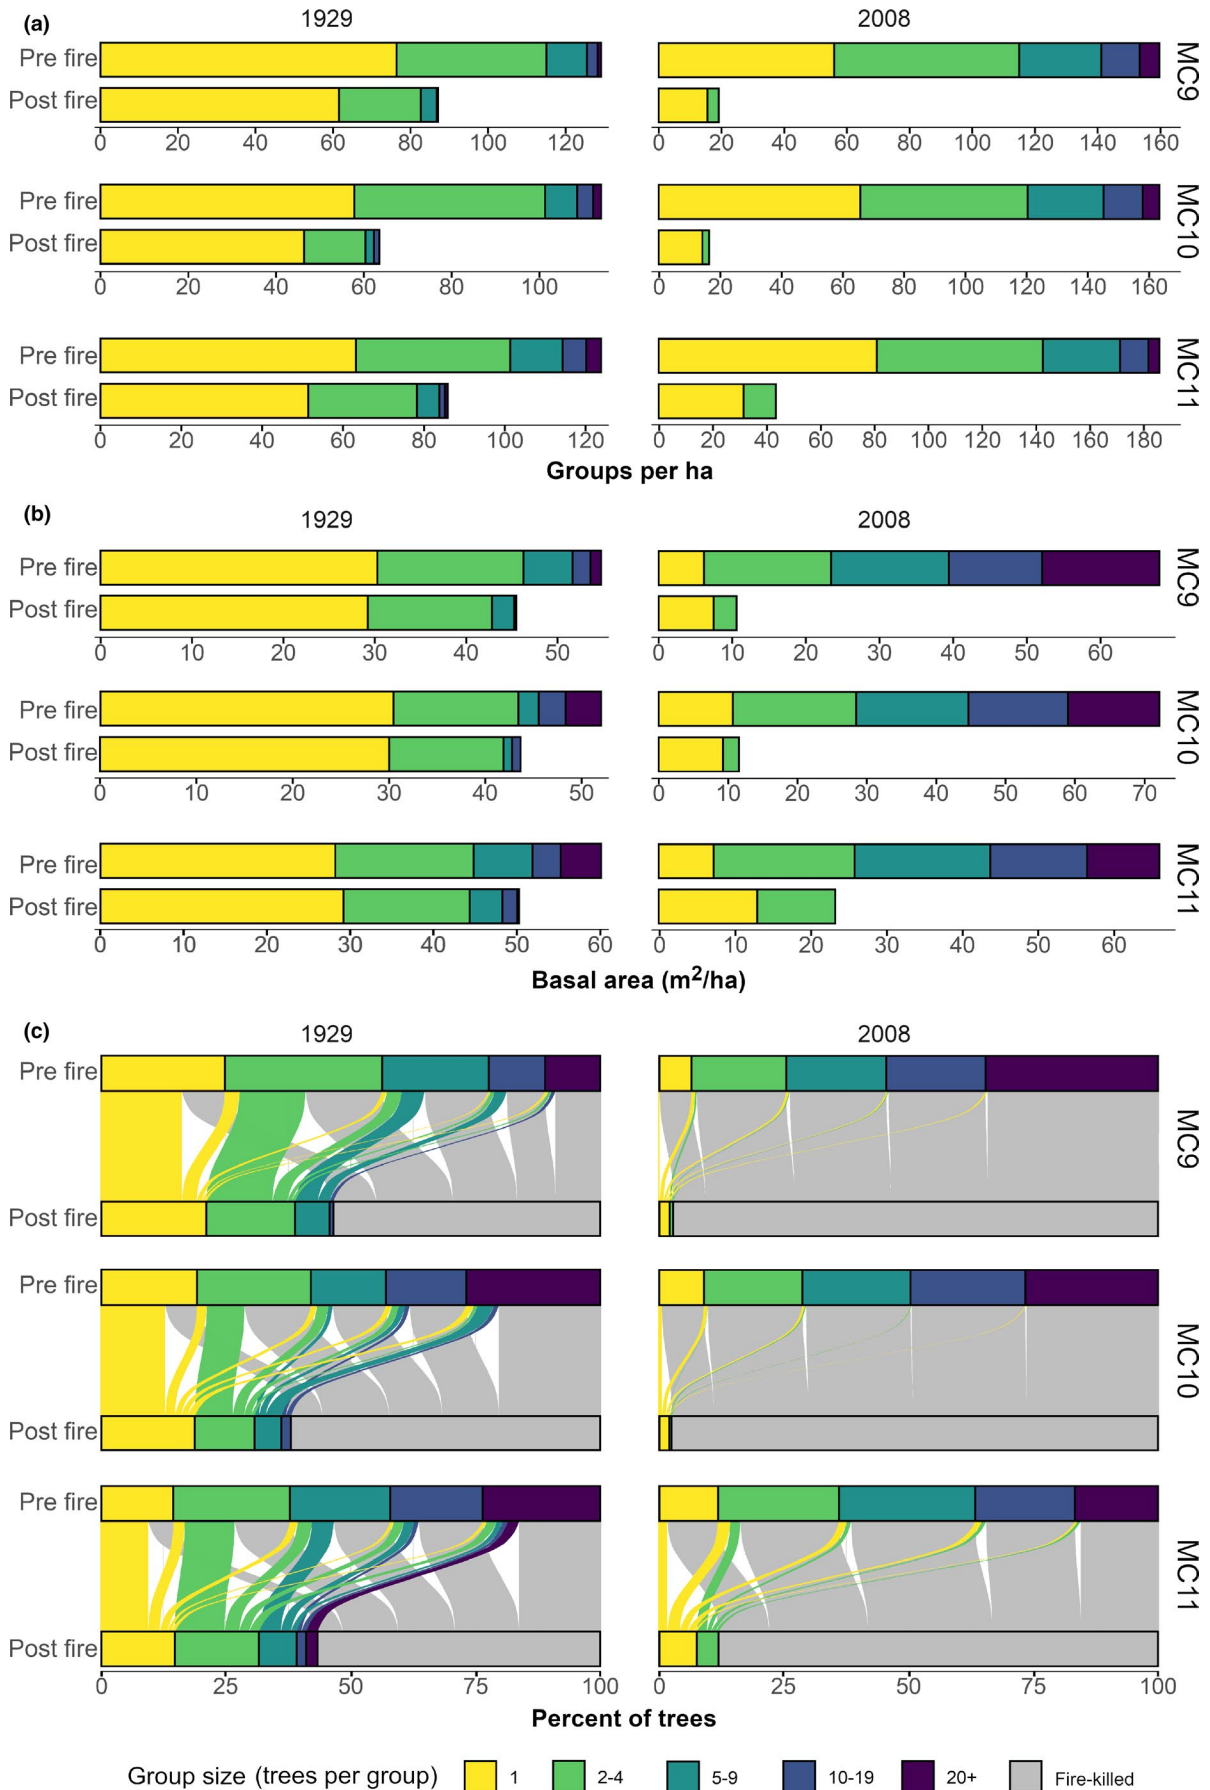 (a)
1929 2008
Pre fire
Post fire
0 20 40 60 80 100 120
0 20 40 60 80 100 120 140 160
MC9
Pre fire
Post fire
0 20 40 60 80 100
0 20 40 60 80 100 120 140 160
MC10
Pre fire
Post fire
0 20 40 60 80 100 120
0 20 40 60 80 100 120 140 160 180
MC11
Groups per ha
(b)
1929 2008
Pre fire
Post fire
0 10 20 30 40 50
0 10 20 30 40 50 60
MC9
Pre fire
Post fire
0 10 20 30 40 50
0 10 20 30 40 50 60 70
MC10
Pre fire
Post fire
0 10 20 30 40 50 60
0 10 20 30 40 50 60
MC11
Basal area (m²/ha)
(c)
1929 2008
Pre fire
Post fire
MC9
Pre fire
Post fire
MC10
Pre fire
Post fire
MC11
0 25 50 75 100
0 25 50 75 100
Percent of trees
Group size (trees per group) 1 2-4 5-9 10-19 20+ Fire-killed